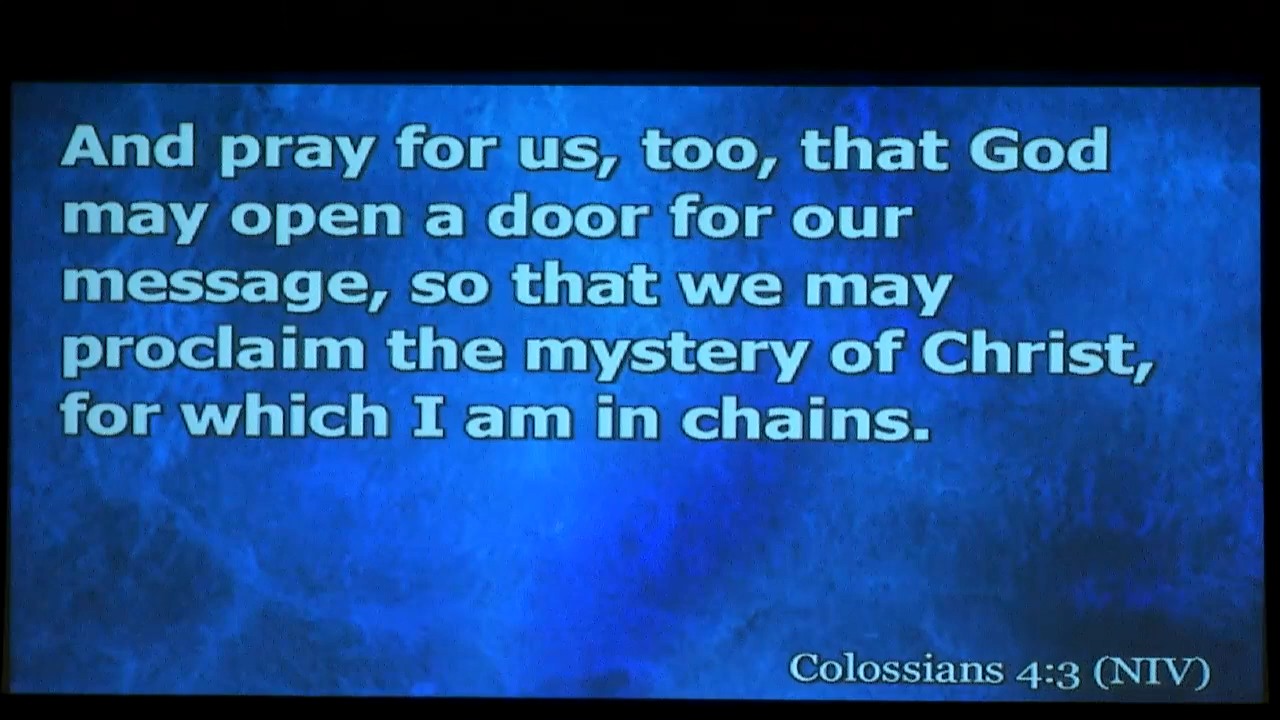 And pray for us, too, that God
may open a door for our
message, so that we may
proclaim the mystery of Christ,
for which I am in chains.
Colossians 4:3 (NIV)